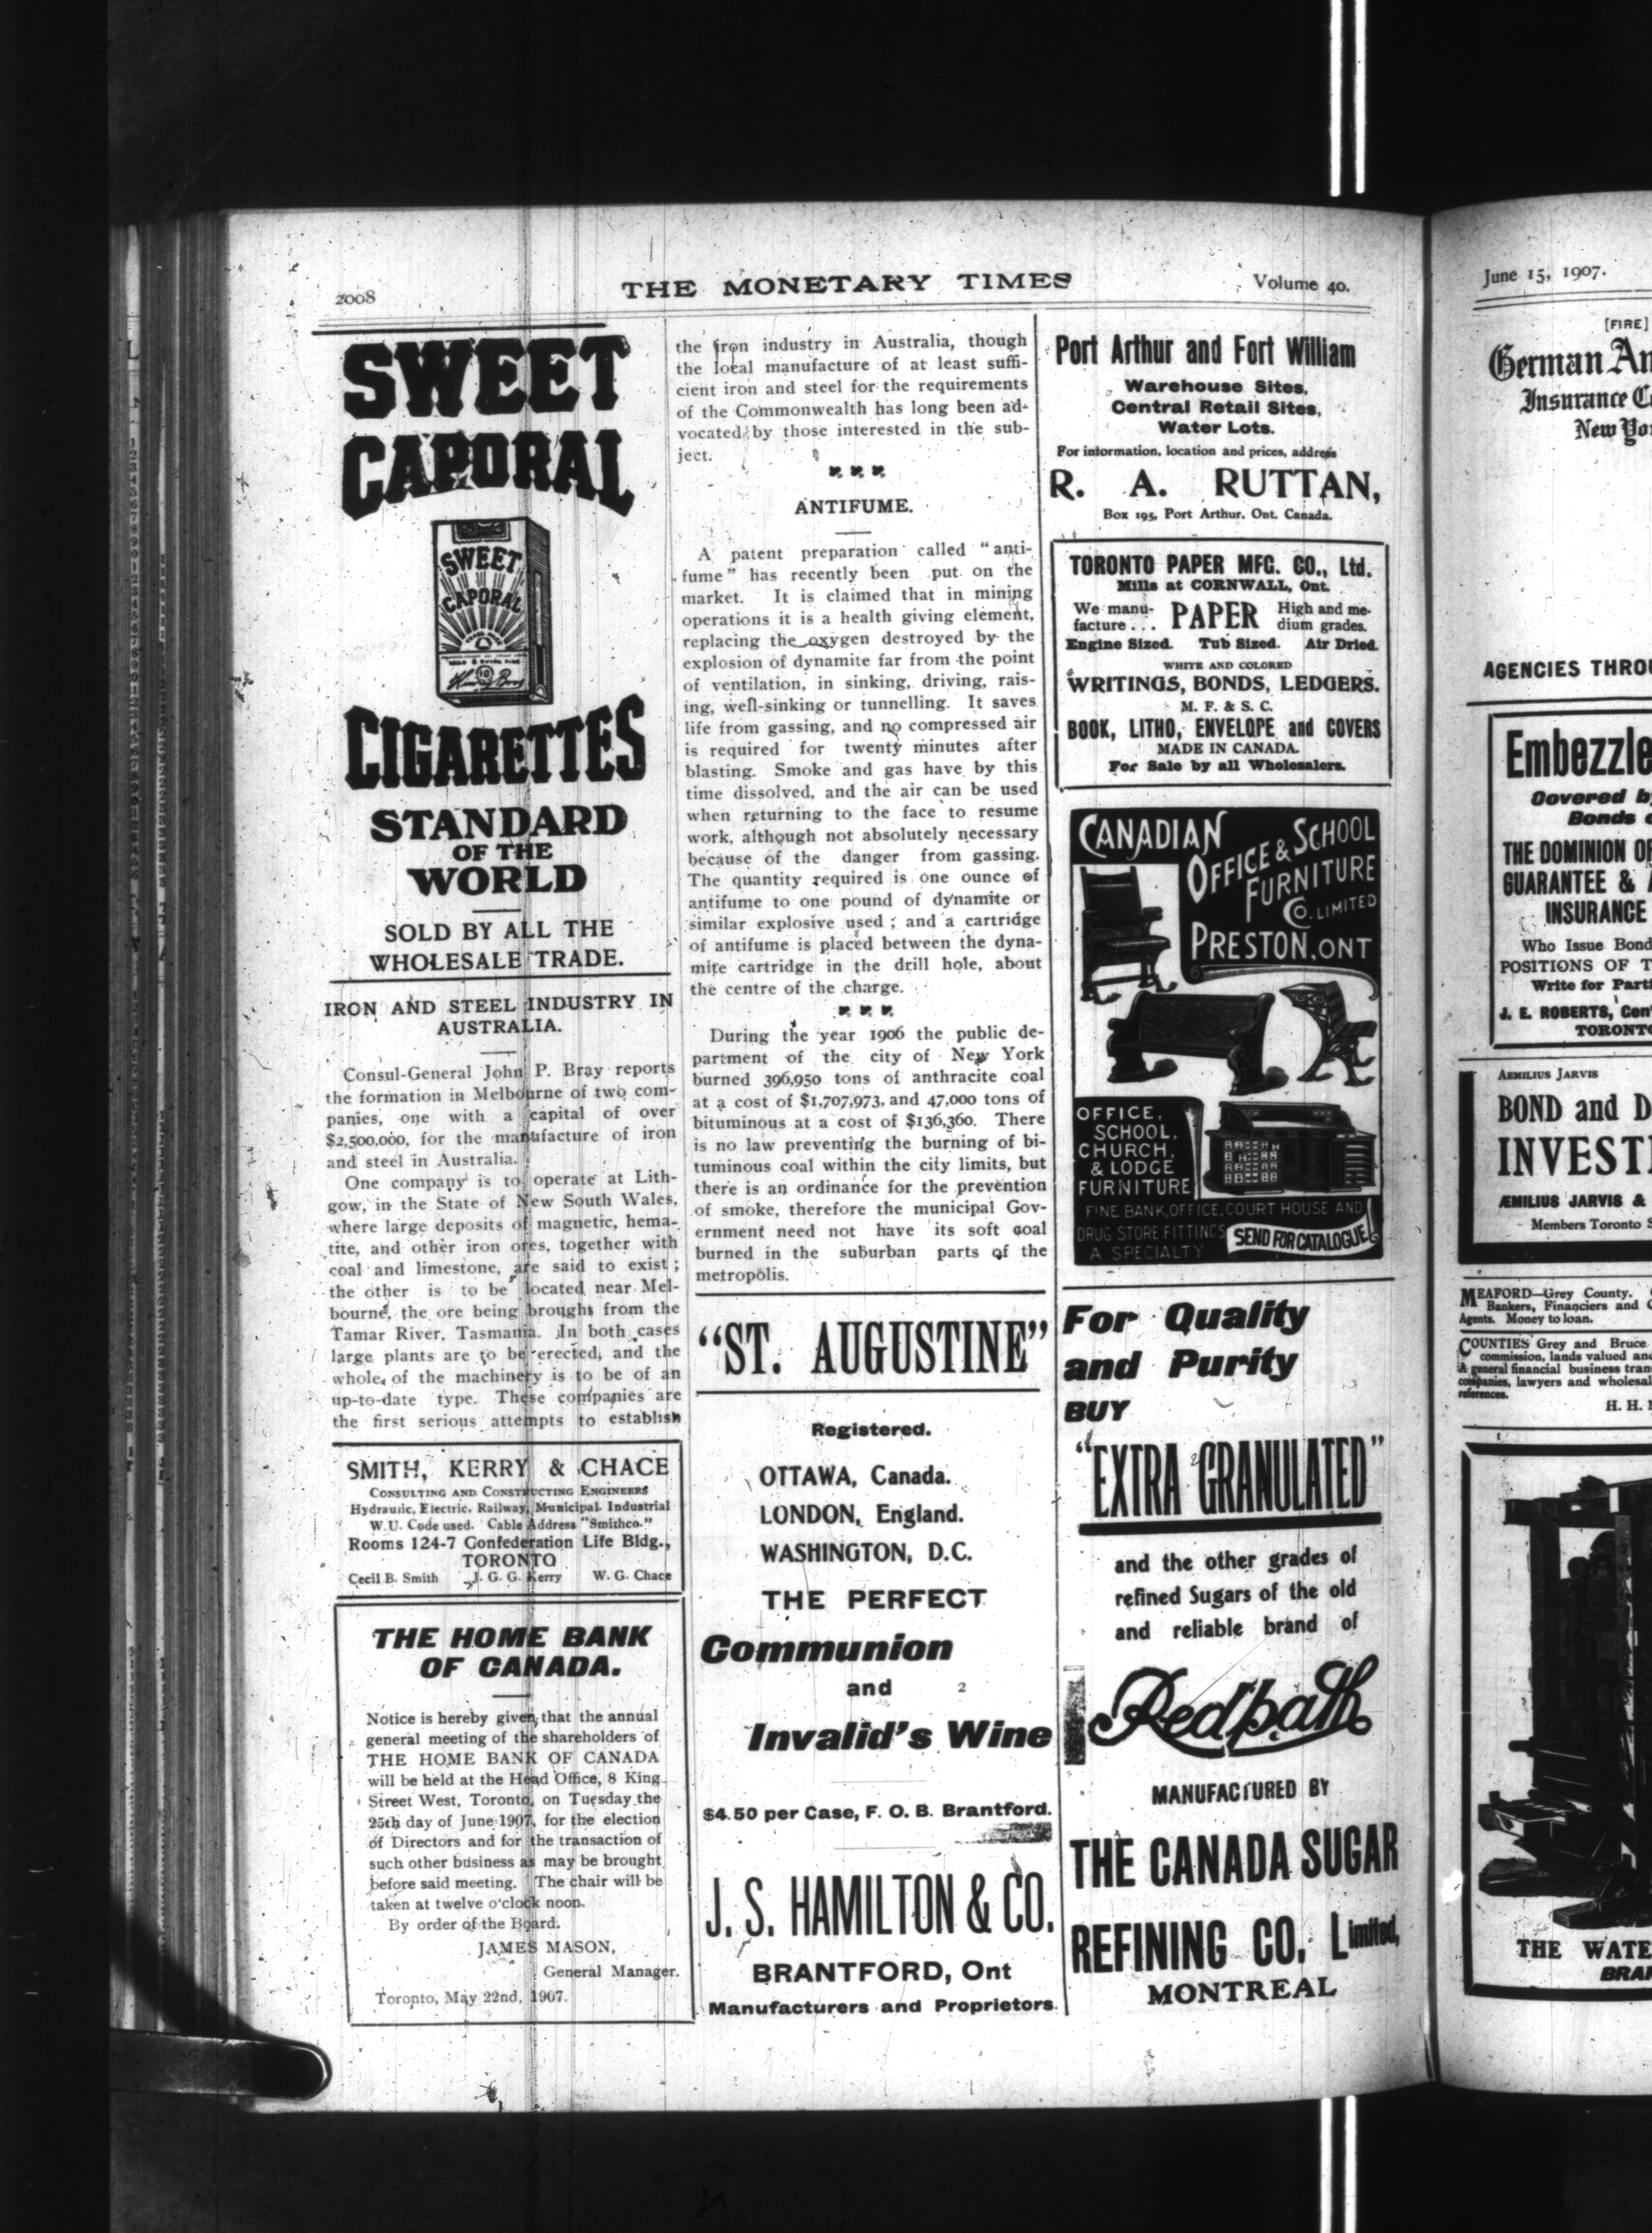 2008
THE MONETARY TIMES
Volume 40.
SWEET
CAPORAL
SWEET
CAPORAL
CIGARETTES
STANDARD
OF THE
WORLD
SOLD BY ALL THE
WHOLESALE TRADE.
IRON AND STEEL INDUSTRY IN
AUSTRALIA.
Consul-General John P. Bray reports
the formation in Melbourne of two com-
panies, one with a capital of over
$2,500,000, for the manufacture of iron
and steel in Australia.
One company is to operate at Lith-
gow, in the State of New South Wales,
where large deposits of magnetic, hema-
tite, and other iron ores, together with
coal and limestone, are said to exist;
the other is to be located near Mel-
bourne, the ore being brought from the
Tamar River, Tasmania. In both cases
large plants are to be erected, and the
whole of the machinery is to be of an
up-to-date type. These companies are
the first serious attempts to establish
SMITH, KERRY & CHACE
CONSULTING AND CONSTRUCTING ENGINEERS
Hydraulic, Electric, Railway, Municipal, Industrial
W.U. Code used. Cable Address "Smithco."
Rooms 124-7 Confederation Life Bldg.,
TORONTO
Cecil B. Smith J. G. G. Kerry W. G. Chace
THE HOME BANK
OF CANADA.
Notice is hereby given that the annual
general meeting of the shareholders of
THE HOME BANK OF CANADA
will be held at the Head Office, 8 King
Street West, Toronto, on Tuesday the
25th day of June 1907, for the election
of Directors and for the transaction of
such other business as may be brought
before said meeting. The chair will be
taken at twelve o'clock noon.
By order of the Board.
JAMES MASON,
General Manager.
Toronto, May 22nd, 1907.
the iron industry in Australia, though
the local manufacture of at least suffi-
cient iron and steel for the requirements
of the Commonwealth has long been ad-
vocated by those interested in the sub-
ject.
ANTIFUME.
A patent preparation called "anti-
fume" has recently been put on the
market. It is claimed that in mining
operations it is a health giving element,
replacing the oxygen destroyed by the
explosion of dynamite far from the point
of ventilation, in sinking, driving, rais-
ing, well-sinking or tunnelling. It saves
life from gassing, and no compressed air
is required for twenty minutes after
blasting. Smoke and gas have by this
time dissolved, and the air can be used
when returning to the face to resume
work, although not absolutely necessary
because of the danger from gassing.
The quantity required is one ounce of
antifume to one pound of dynamite or
similar explosive used; and a cartridge
of antifume is placed between the dyna-
mite cartridge in the drill hole, about
the centre of the charge.
During the year 1906 the public de-
partment of the city of New York
burned 396,950 tons of anthracite coal
at a cost of $1,707,973, and 47,000 tons of
bituminous at a cost of $136,360. There
is no law preventing the burning of bi-
tuminous coal within the city limits, but
there is an ordinance for the prevention
of smoke, therefore the municipal Gov-
ernment need not have its soft coal
burned in the suburban parts of the
metropolis.
"ST. AUGUSTINE"
Registered.
OTTAWA, Canada.
LONDON, England.
WASHINGTON, D.C.
THE PERFECT
Communion
and
2
Invalid's Wine
$4.50 per Case, F. O. B. Brantford.
J. S. HAMILTON & CO.
BRANTFORD, Ont
Manufacturers and Proprietors.
Port Arthur and Fort William
Warehouse Sites,
Central Retail Sites,
Water Lots.
For information, location and prices, address
R. A. RUTTAN,
Box 195, Port Arthur, Ont. Canada.
TORONTO PAPER MFG. CO., Ltd.
Mills at CORNWALL, Ont.
We manu-
facture . . .
PAPER
High and me-
dium grades.
Engine Sized. Tub Sized. Air Dried.
WHITE AND COLORED
WRITINGS, BONDS, LEDGERS.
M. F. & S. C.
BOOK, LITHO, ENVELOPE and COVERS
MADE IN CANADA.
For Sale by all Wholesalers.
CANADIAN
OFFICE & SCHOOL
FURNITURE
CO. LIMITED
PRESTON, ONT
OFFICE,
SCHOOL,
CHURCH,
& LODGE
FURNITURE
FINE BANK, OFFICE, COURT HOUSE AND
DRUG STORE FITTINGS
A SPECIALTY
SEND FOR CATALOGUE
For Quality
and Purity
BUY
"EXTRA GRANULATED"
and the other grades of
refined Sugars of the old
and reliable brand of
Redpath
MANUFACTURED BY
THE CANADA SUGAR
REFINING CO. Limited,
MONTREAL
June 15, 1907.
[FIRE]
German
Insurance
New
AGENCIES
Embezzle
Covered
Bonds
THE DOMINION OF
GUARANTEE &
INSURANCE
Who Issue Bond
POSITIONS OF
Write for
J. E. ROBERTS,
TORONTO
AEMILIUS JARVIS
BOND and
INVEST
ÆMILIUS JARVIS &
Members Toronto
MEAFORD—Grey County.
Bankers, Financiers and
Agents. Money to loan.
COUNTIES Grey and Bruce
commission, lands valued
A general financial business
companies, lawyers and
references.
H. H.
THE WATE
BRAN